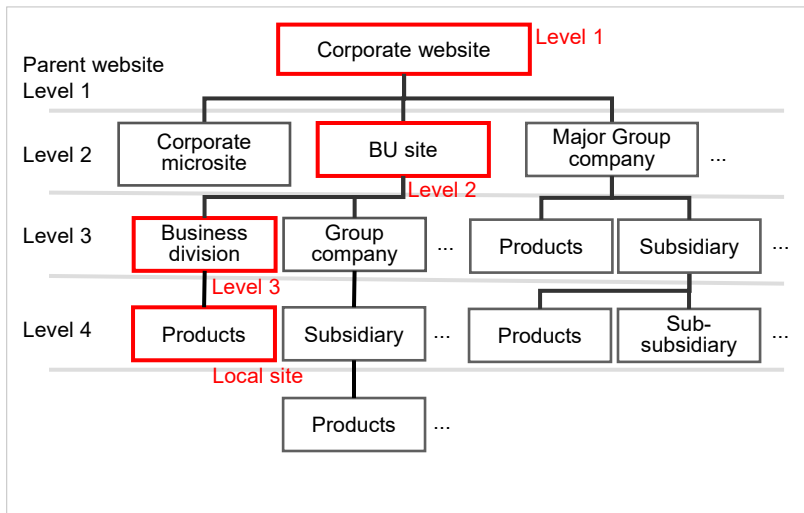 Level 1
Corporate website
Parent website
Level 1
Level 2
Corporate
microsite
BU site
Major Group
company
...
Level 2
Level 3
Business
division
Group
company
...
Products
Subsidiary
...
Level 3
Level 4
Products
Subsidiary
...
Products
Sub-
subsidiary
...
Local site
Products
...